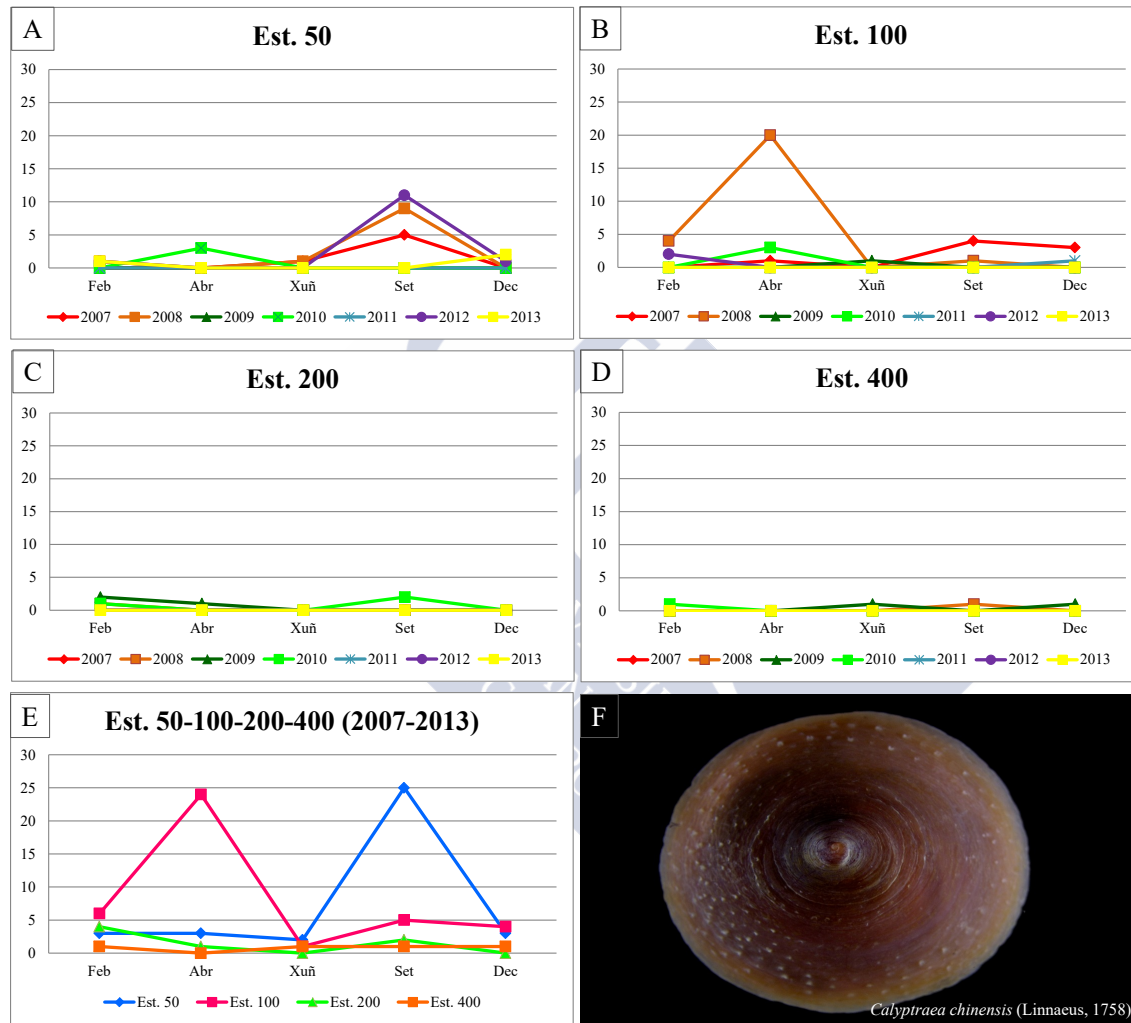 A
Est. 50
30
25
20
15
10
5
0
Feb Abr Xuñ Set Dec
2007 2008 2009 2010 2011 2012 2013
B
Est. 100
30
25
20
15
10
5
0
Feb Abr Xuñ Set Dec
2007 2008 2009 2010 2011 2012 2013
C
Est. 200
30
25
20
15
10
5
0
Feb Abr Xuñ Set Dec
2007 2008 2009 2010 2011 2012 2013
D
Est. 400
30
25
20
15
10
5
0
Feb Abr Xuñ Set Dec
2007 2008 2009 2010 2011 2012 2013
E
Est. 50-100-200-400 (2007-2013)
30
25
20
15
10
5
0
Feb Abr Xuñ Set Dec
Est. 50 Est. 100 Est. 200 Est. 400
F
Calyptraea chinensis (Linnaeus, 1758)